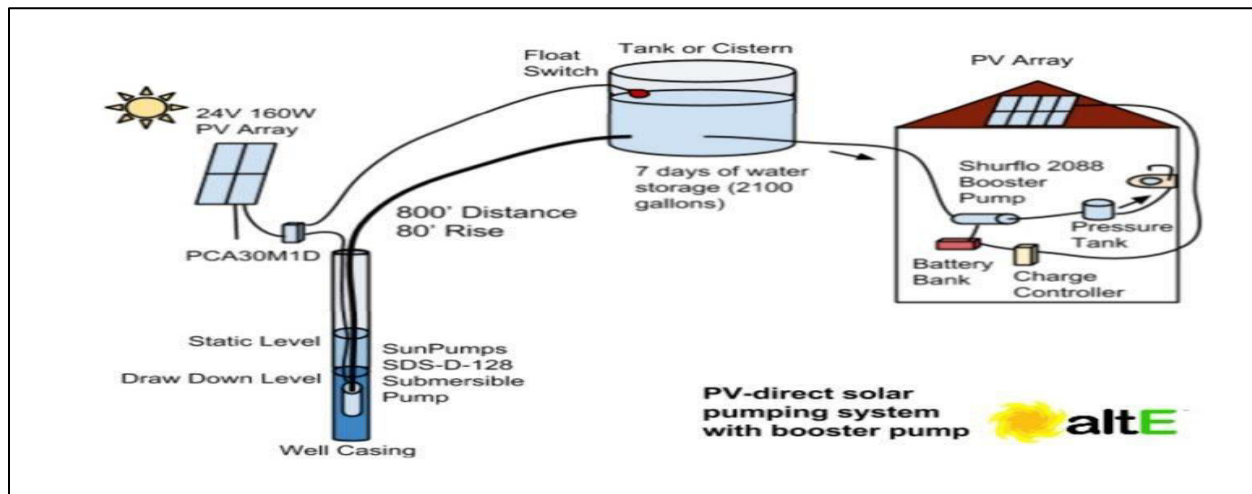 Tank or Cistern
Float
Switch
PV Array
24V 160W
PV Array
7 days of water
storage (2100
gallons)
Shurflo 2088
Booster
Pump
800' Distance
80' Rise
PCA30M1D
Pressure
Tank
Battery
Bank
Charge
Controller
Static Level
Draw Down Level
SunPumps
SDS-D-128
Submersible
Pump
Well Casing
PV-direct solar
pumping system
with booster pump
altE